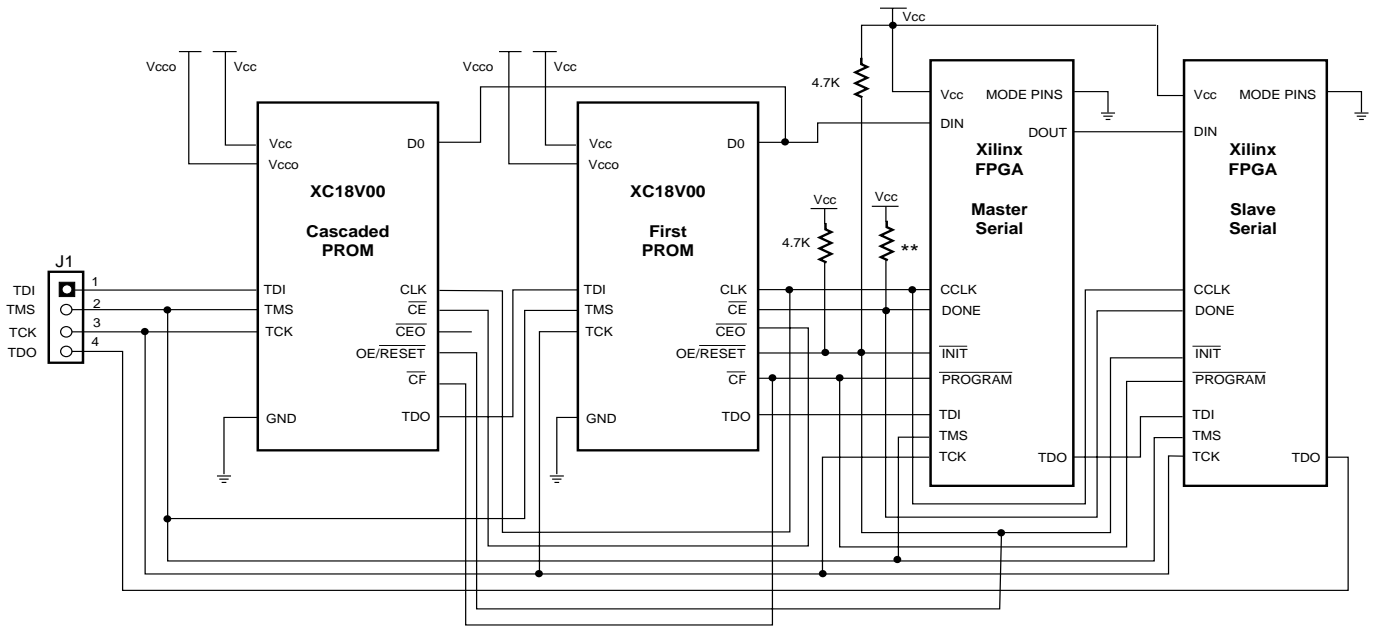 Vcc
Vcco
Vcc
Vcco
Vcc
4.7K
Vcc
Vcco
D0
XC18V00
Cascaded
PROM
TDI
TMS
TCK
GND
CLK
CE
CEO
OE/RESET
CF
TDO
Vcc
Vcco
D0
XC18V00
First
PROM
TDI
TMS
TCK
GND
CLK
CE
CEO
OE/RESET
CF
TDO
Vcc
4.7K
Vcc
**
Vcc
MODE PINS
DIN
DOUT
Xilinx
FPGA
Master
Serial
CCLK
DONE
INIT
PROGRAM
TDI
TMS
TCK
TDO
Vcc
MODE PINS
DIN
Xilinx
FPGA
Slave
Serial
CCLK
DONE
INIT
PROGRAM
TDI
TMS
TCK
TDO
J1
TDI 1
TMS 2
TCK 3
TDO 4